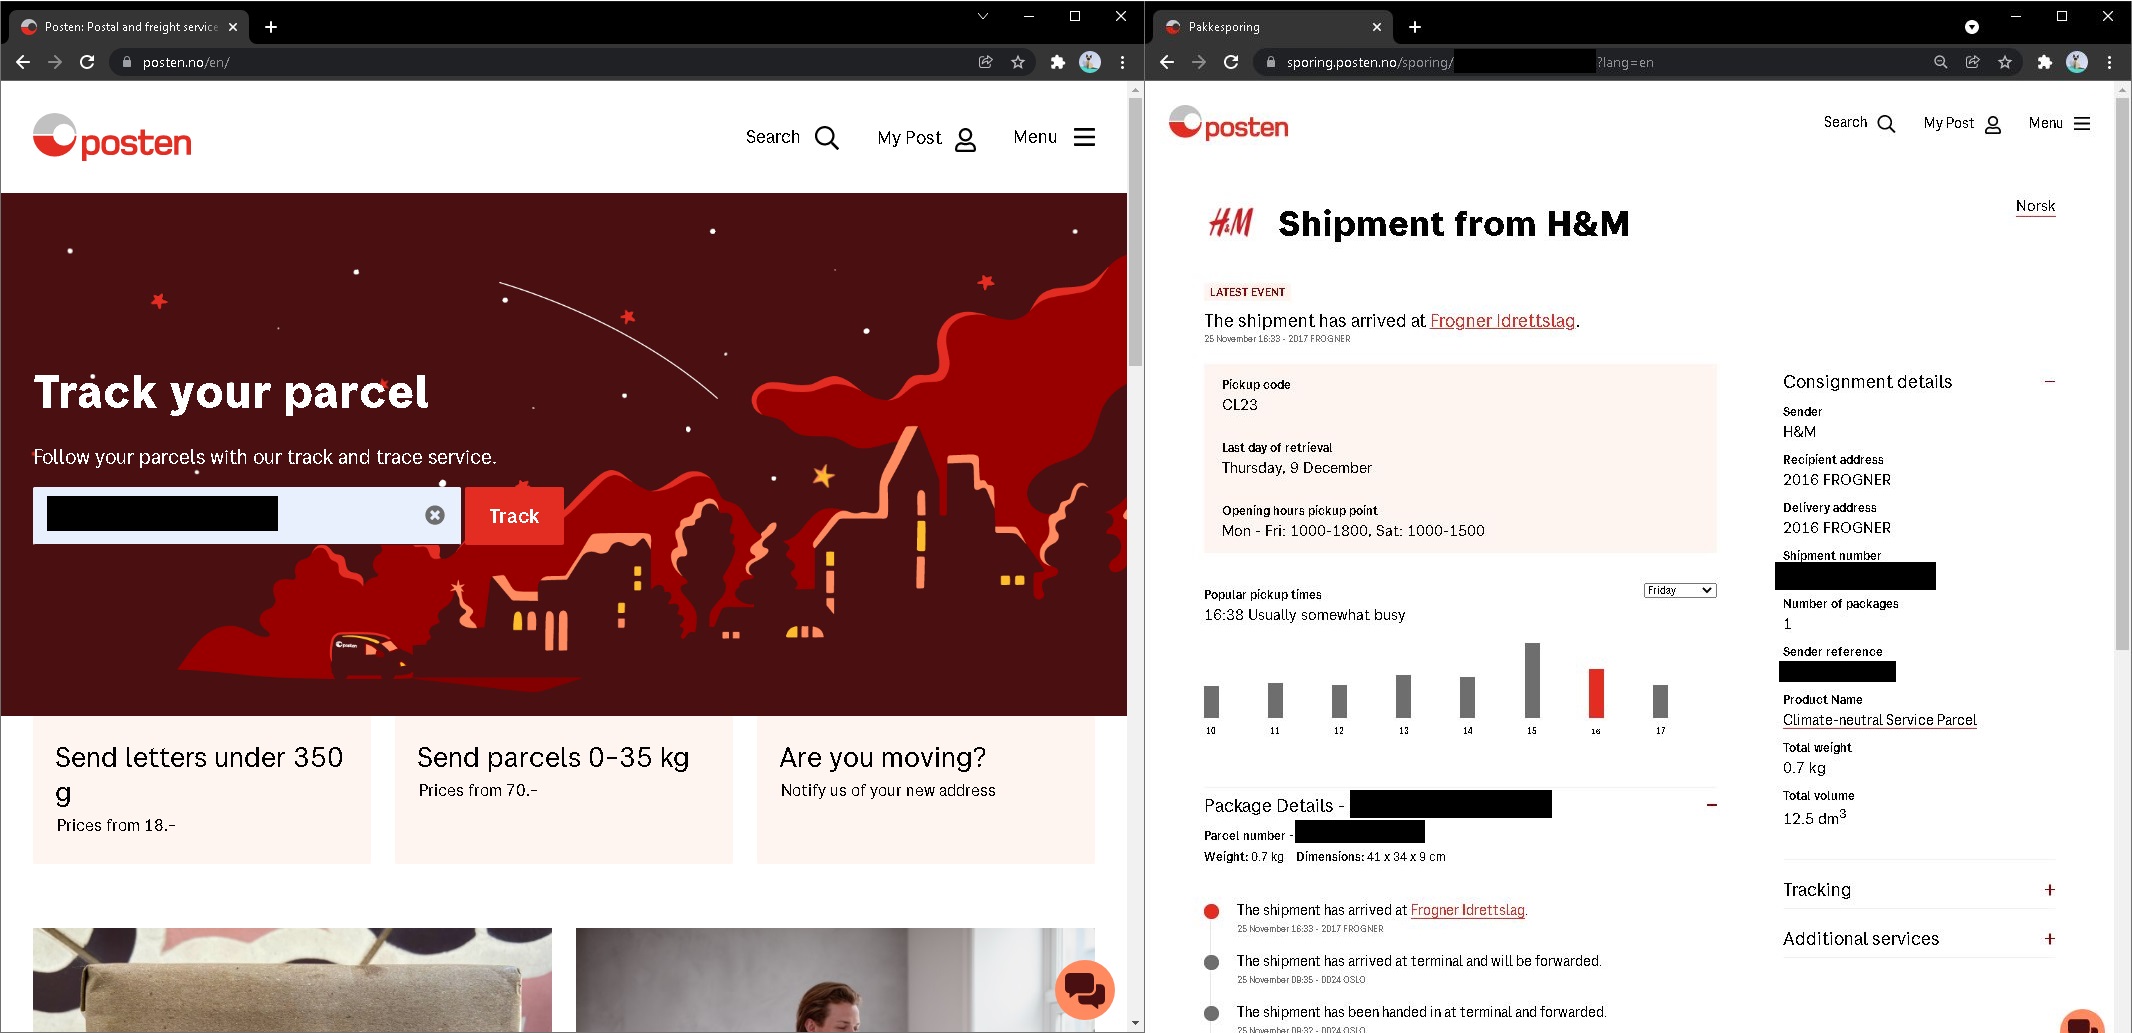 Posten: Postal and freight service
posten.no/en/
posten
Search
My Post
Menu
Track your parcel
Follow your parcels with our track and trace service.
Track
posten
Send letters under 350
g
Prices from 18.-
Send parcels 0-35 kg
Prices from 70.-
Are you moving?
Notify us of your new address
Pakkesporing
sporing.posten.no/sporing/
?lang=en
posten
Search
My Post
Menu
Norsk
H&M
Shipment from H&M
LATEST EVENT
The shipment has arrived at Frogner Idrettslag.
25 November 16:33 - 2017 FROGNER
Pickup code
CL23
Last day of retrieval
Thursday, 9 December
Opening hours pickup point
Mon - Fri: 1000-1800, Sat: 1000-1500
Popular pickup times
Friday
16:38 Usually somewhat busy
10 11 12 13 14 15 16 17
Package Details -
Parcel number -
Weight: 0.7 kg Dimensions: 41 x 34 x 9 cm
The shipment has arrived at Frogner Idrettslag.
25 November 16:33 - 2017 FROGNER
The shipment has arrived at terminal and will be forwarded.
25 November 08:35 - 0024 OSLO
The shipment has been handed in at terminal and forwarded.
25 November 08:32 - 0024 OSLO
Consignment details
Sender
H&M
Recipient address
2016 FROGNER
Delivery address
2016 FROGNER
Shipment number
Number of packages
1
Sender reference
Product Name
Climate-neutral Service Parcel
Total weight
0.7 kg
Total volume
12.5 dm3
Tracking
Additional services